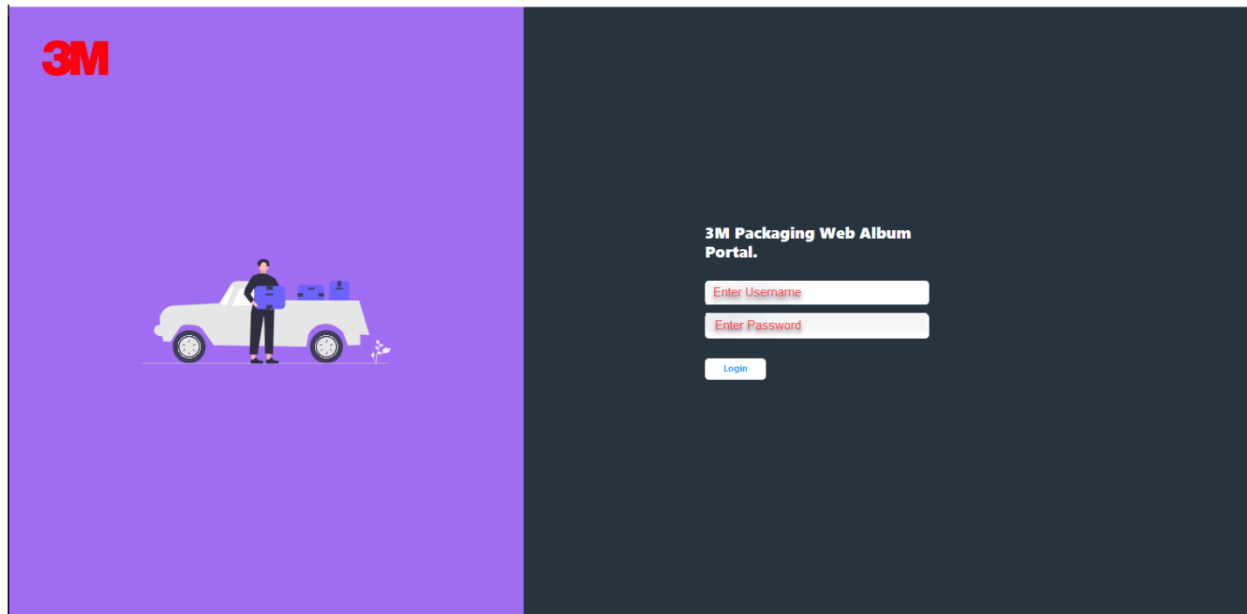 3M
3M Packaging Web Album
Portal.
Enter Username
Enter Password
Login